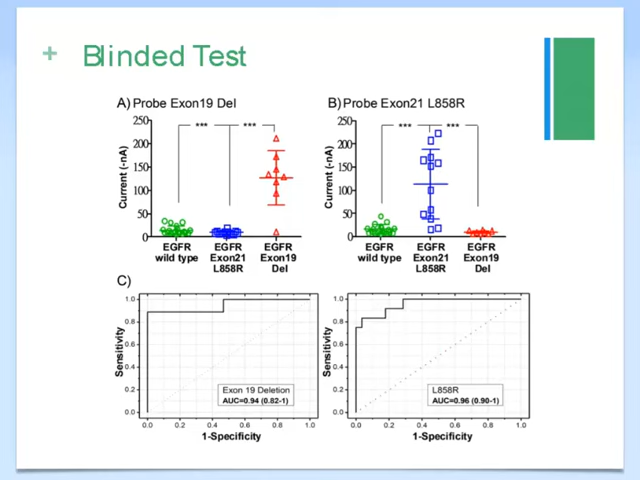 + Blinded Test
A) Probe Exon19 Del
B) Probe Exon21 L858R
250
200
150
100
50
0
Current (-nA)
*** ***
EGFR wild type
EGFR Exon21 L858R
EGFR Exon19 Del
250
200
150
100
50
0
Current (-nA)
*** ***
EGFR wild type
EGFR Exon21 L858R
EGFR Exon19 Del
C)
1.0
0.8
0.6
0.4
0.2
0.0
Sensitivity
Exon 19 Deletion
AUC=0.94 (0.82-1)
0.0 0.2 0.4 0.6 0.8 1.0
1-Specificity
1.0
0.8
0.6
0.4
0.2
0.0
Sensitivity
L858R
AUC=0.96 (0.90-1)
0.0 0.2 0.4 0.6 0.8 1.0
1-Specificity